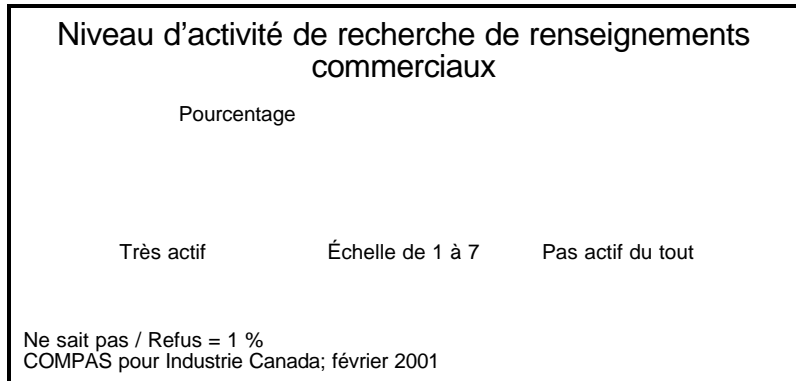 Niveau d'activité de recherche de renseignements
commerciaux
Pourcentage
Très actif Échelle de 1 à 7 Pas actif du tout
Ne sait pas / Refus = 1 %
COMPAS pour Industrie Canada; février 2001